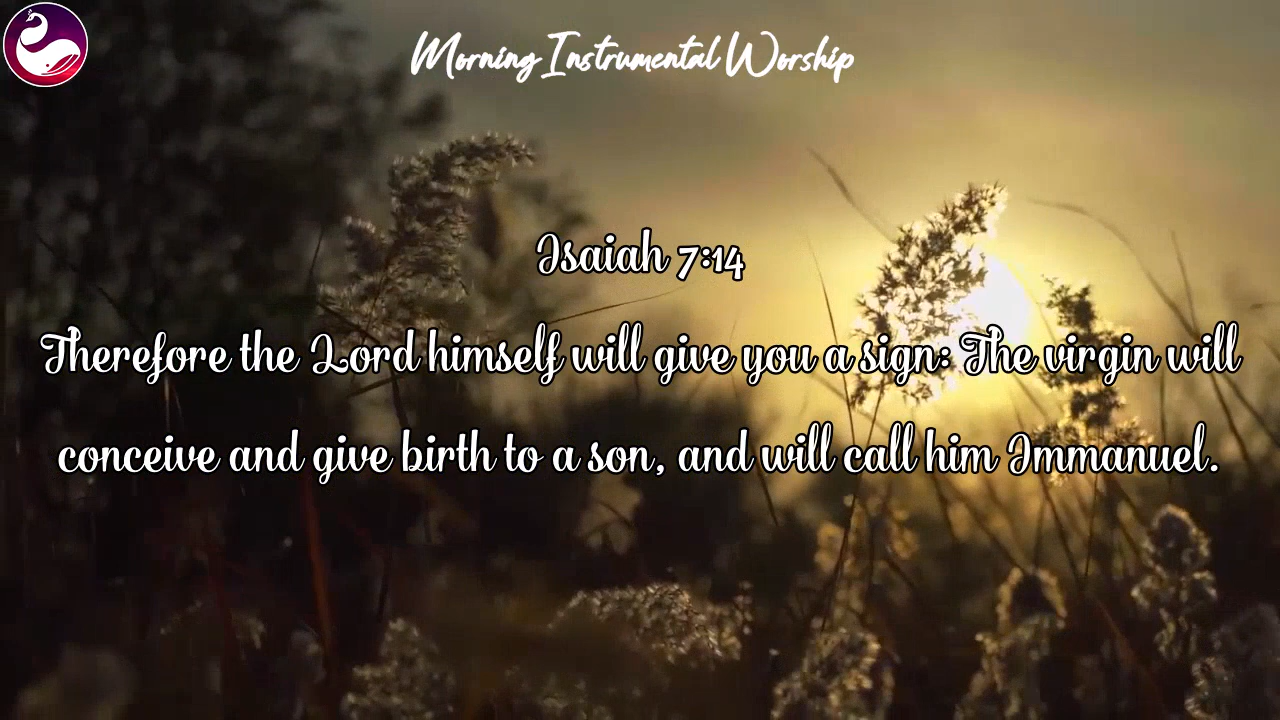 Morning Instrumental Worship
Isaiah 7:14
Therefore the Lord himself will give you a sign: The virgin will
conceive and give birth to a son, and will call him Immanuel.